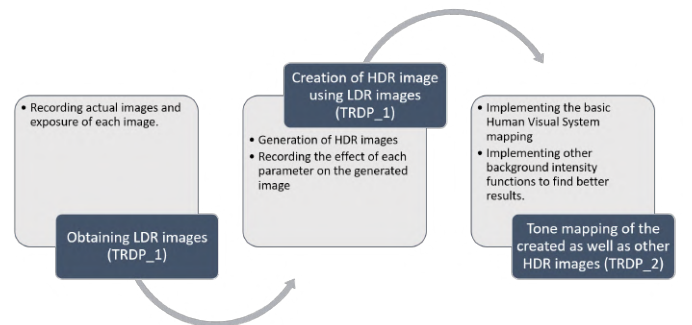 • Recording actual images and
exposure of each image.
Obtaining LDR images
(TRDP_1)
Creation of HDR image
using LDR images
(TRDP_1)
• Generation of HDR images
• Recording the effect of each
parameter on the generated
image
• Implementing the basic
Human Visual System
mapping
• Implementing other
background intensity
functions to find better
results.
Tone mapping of the
created as well as other
HDR images (TRDP_2)